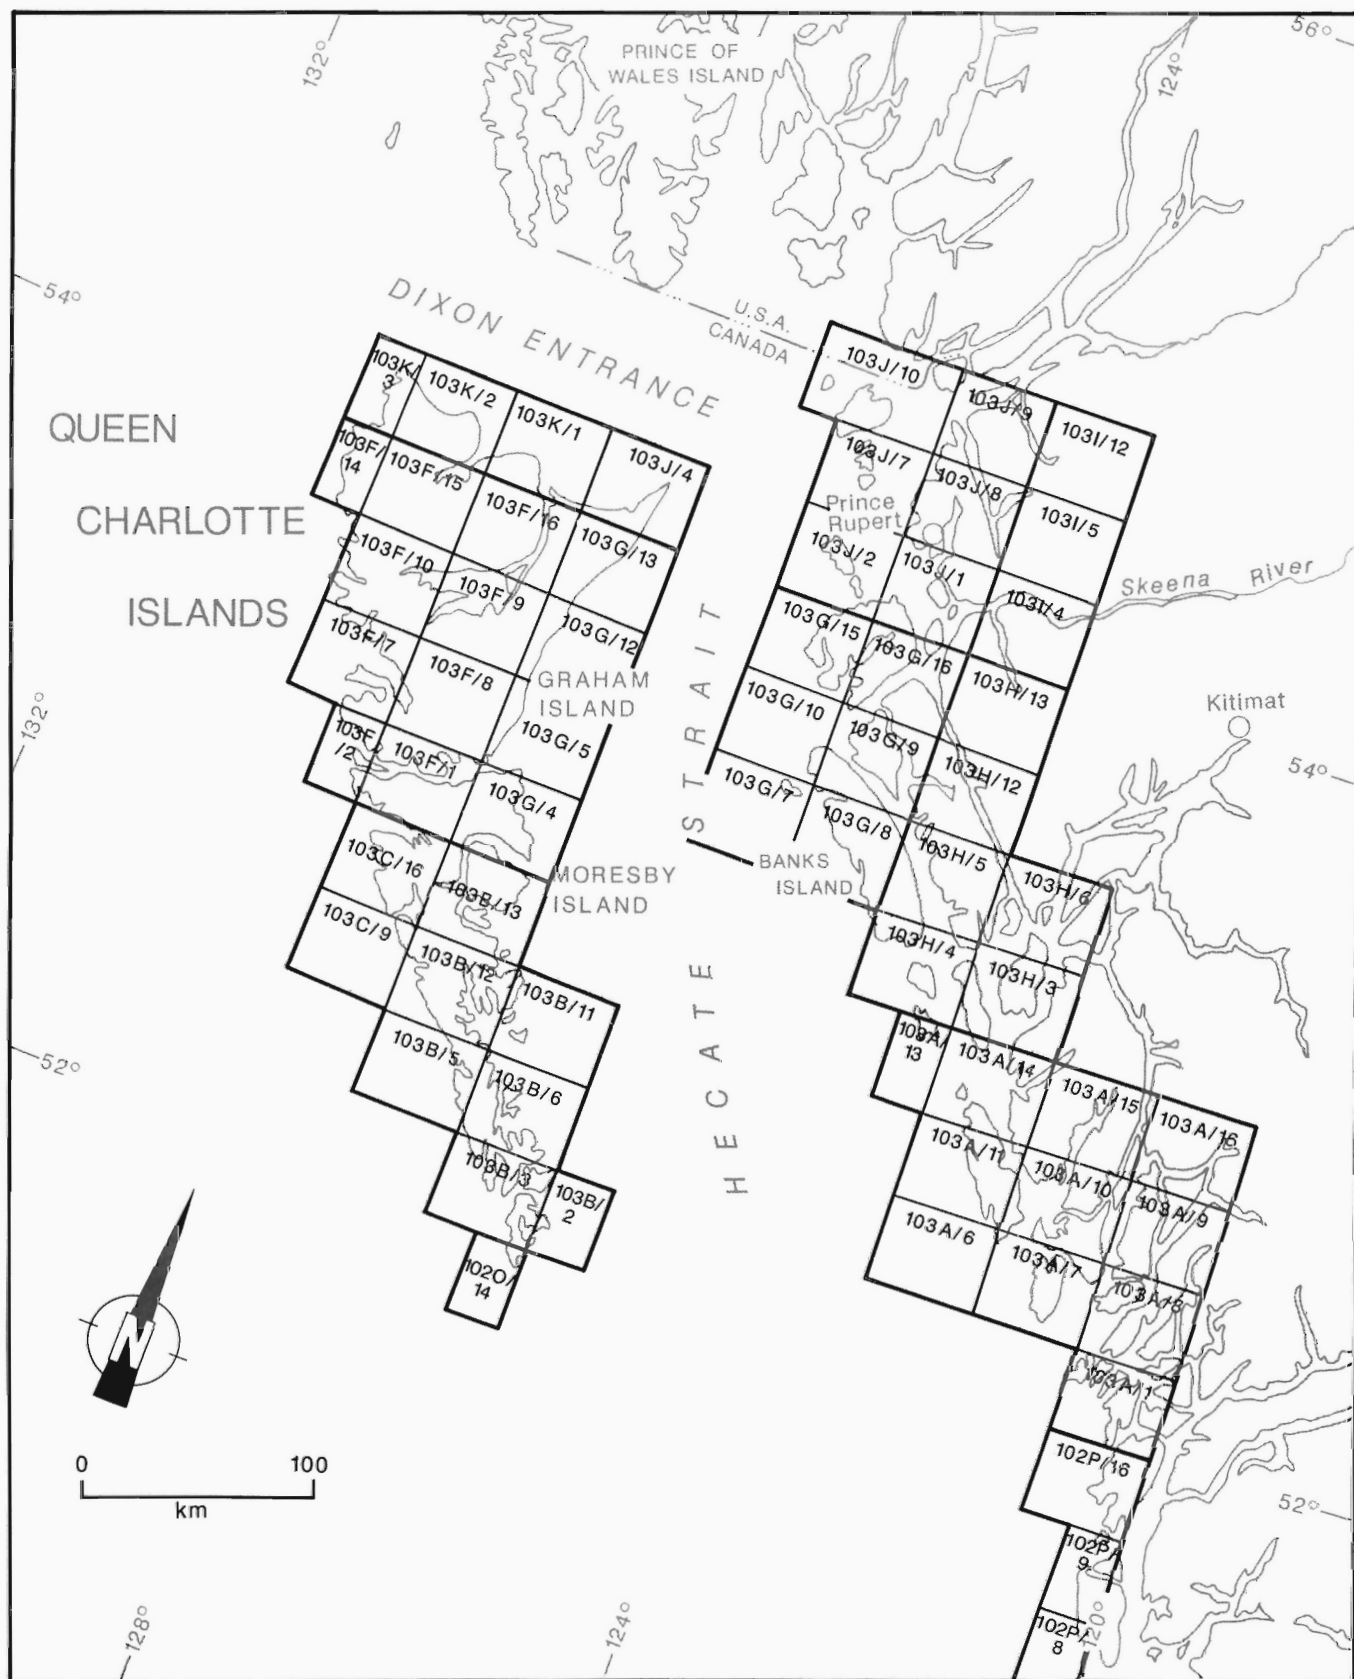 132°
PRINCE OF
WALES ISLAND
124°
56°
54°
DIXON ENTRANCE
U.S.A.
CANADA
QUEEN
CHARLOTTE
ISLANDS
103K/
3
103K/2
103K/1
103J/4
103F/
14
103F/15
103F/16
103G/13
103F/10
103F/9
103G/12
103F/7
103F/8
GRAHAM
ISLAND
103G/5
103F
/2
103F/1
103G/4
103C/16
103B/13
MORESBY
ISLAND
103C/9
103B/12
103B/11
103B/5
103B/6
103B/3
103B/
2
102O/
14
HECATE STRAIT
103J/10
103J/9
103I/12
103J/7
103J/8
103I/5
Prince
Rupert
103J/2
103J/1
103I/4
Skeena River
103G/15
103G/16
103H/13
Kitimat
103G/10
103G/9
103H/12
54°
103G/7
103G/8
103H/5
103H/6
BANKS
ISLAND
103H/4
103H/3
103A/
13
103A/14
103A/15
103A/16
103A/11
103A/10
103A/9
103A/6
103A/7
103A/8
103A/1
102P/16
102P/
9
102P/
8
132°
52°
52°
0 100
km
128°
124°
120°